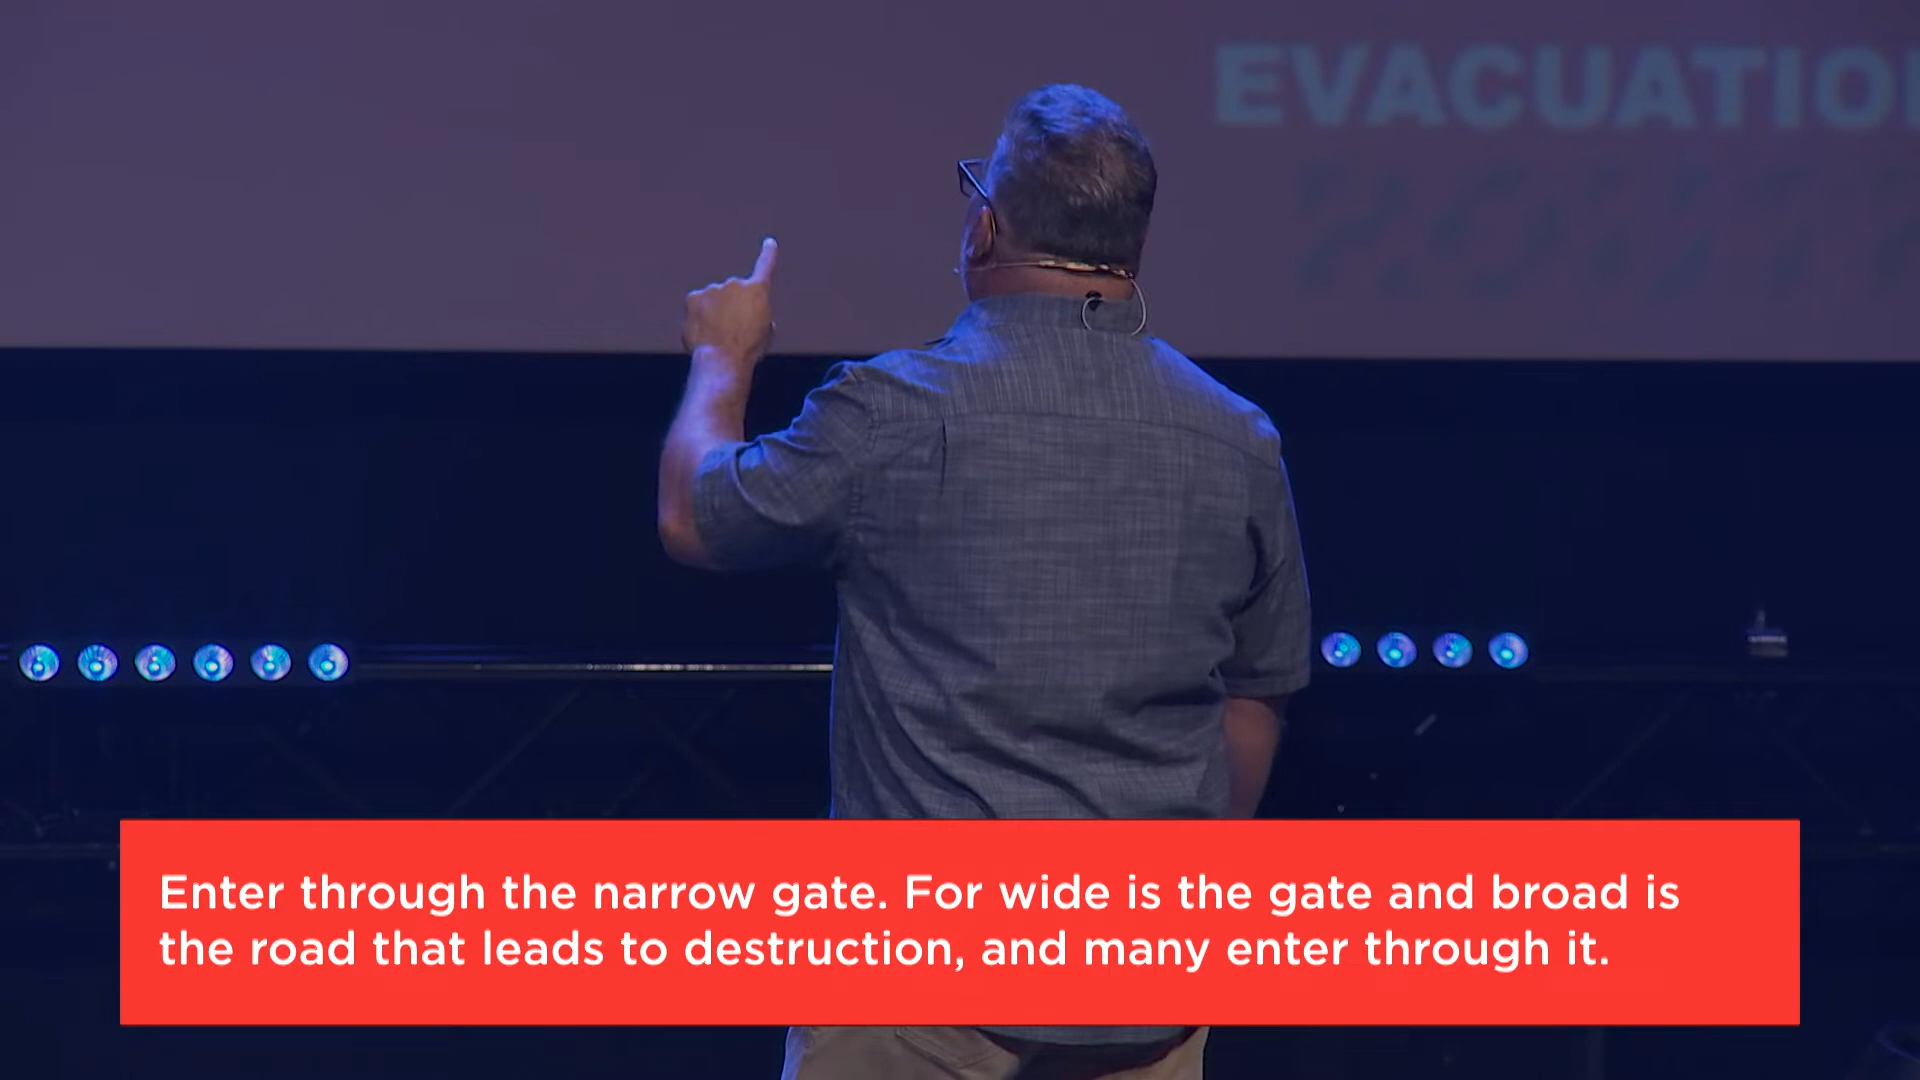 EVACUATIO
Enter through the narrow gate. For wide is the gate and broad is
the road that leads to destruction, and many enter through it.